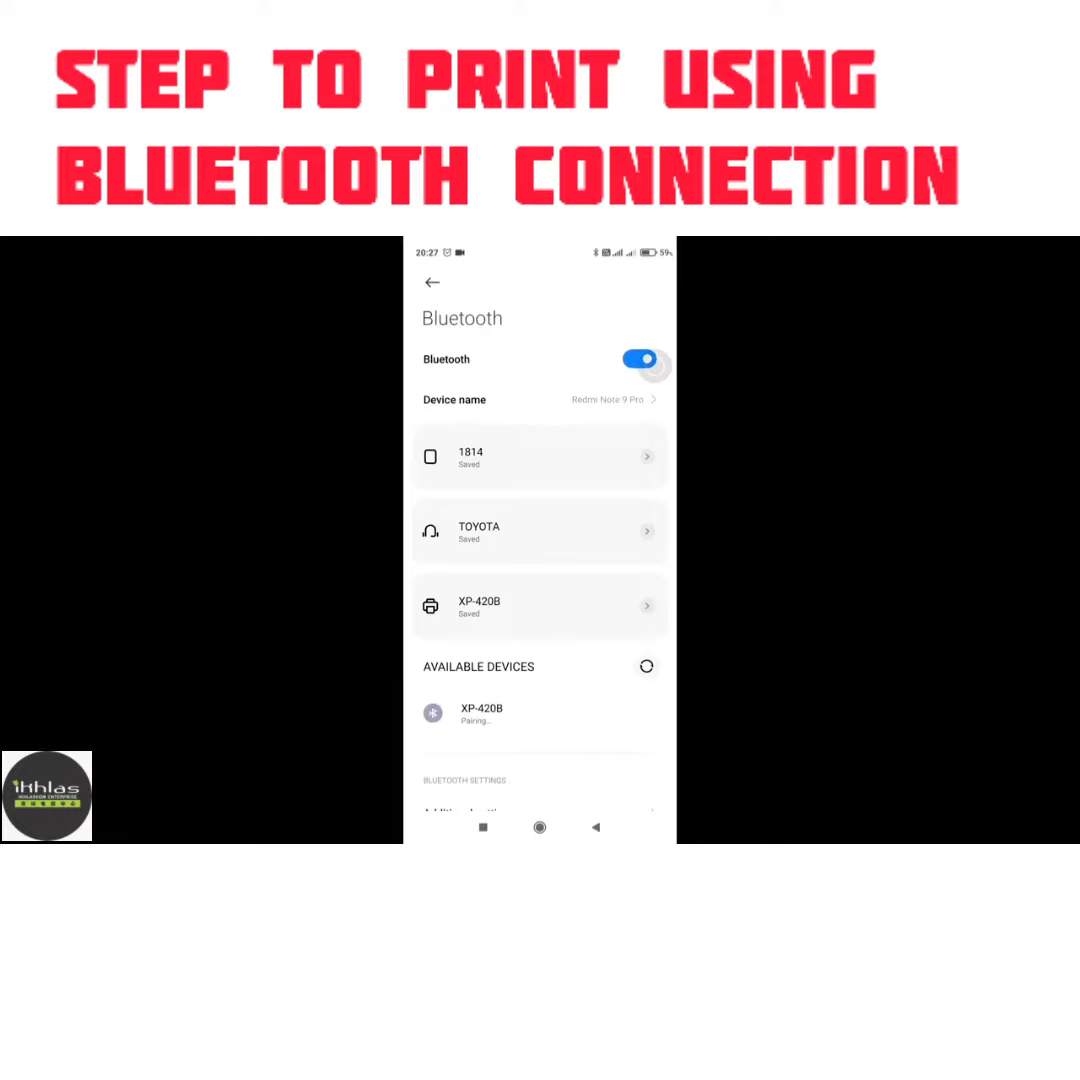 STEP TO PRINT USING
BLUETOOTH CONNECTION
20:27
59%
Bluetooth
Bluetooth
Device name
Redmi Note 9 Pro
1814
Saved
TOYOTA
Saved
XP-420B
Saved
AVAILABLE DEVICES
XP-420B
Pairing...
BLUETOOTH SETTINGS
ikhlas